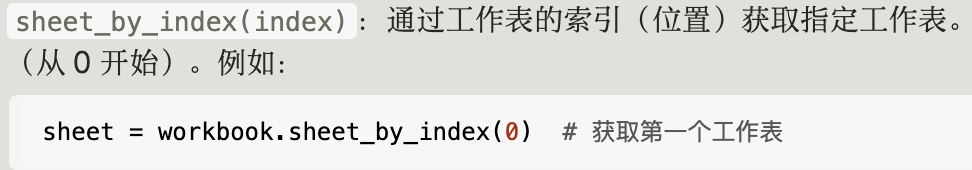 sheet_by_index(index)：通过工作表的索引（位置）获取指定工作表。
（从 0 开始）。例如：
sheet = workbook.sheet_by_index(0)  # 获取第一个工作表